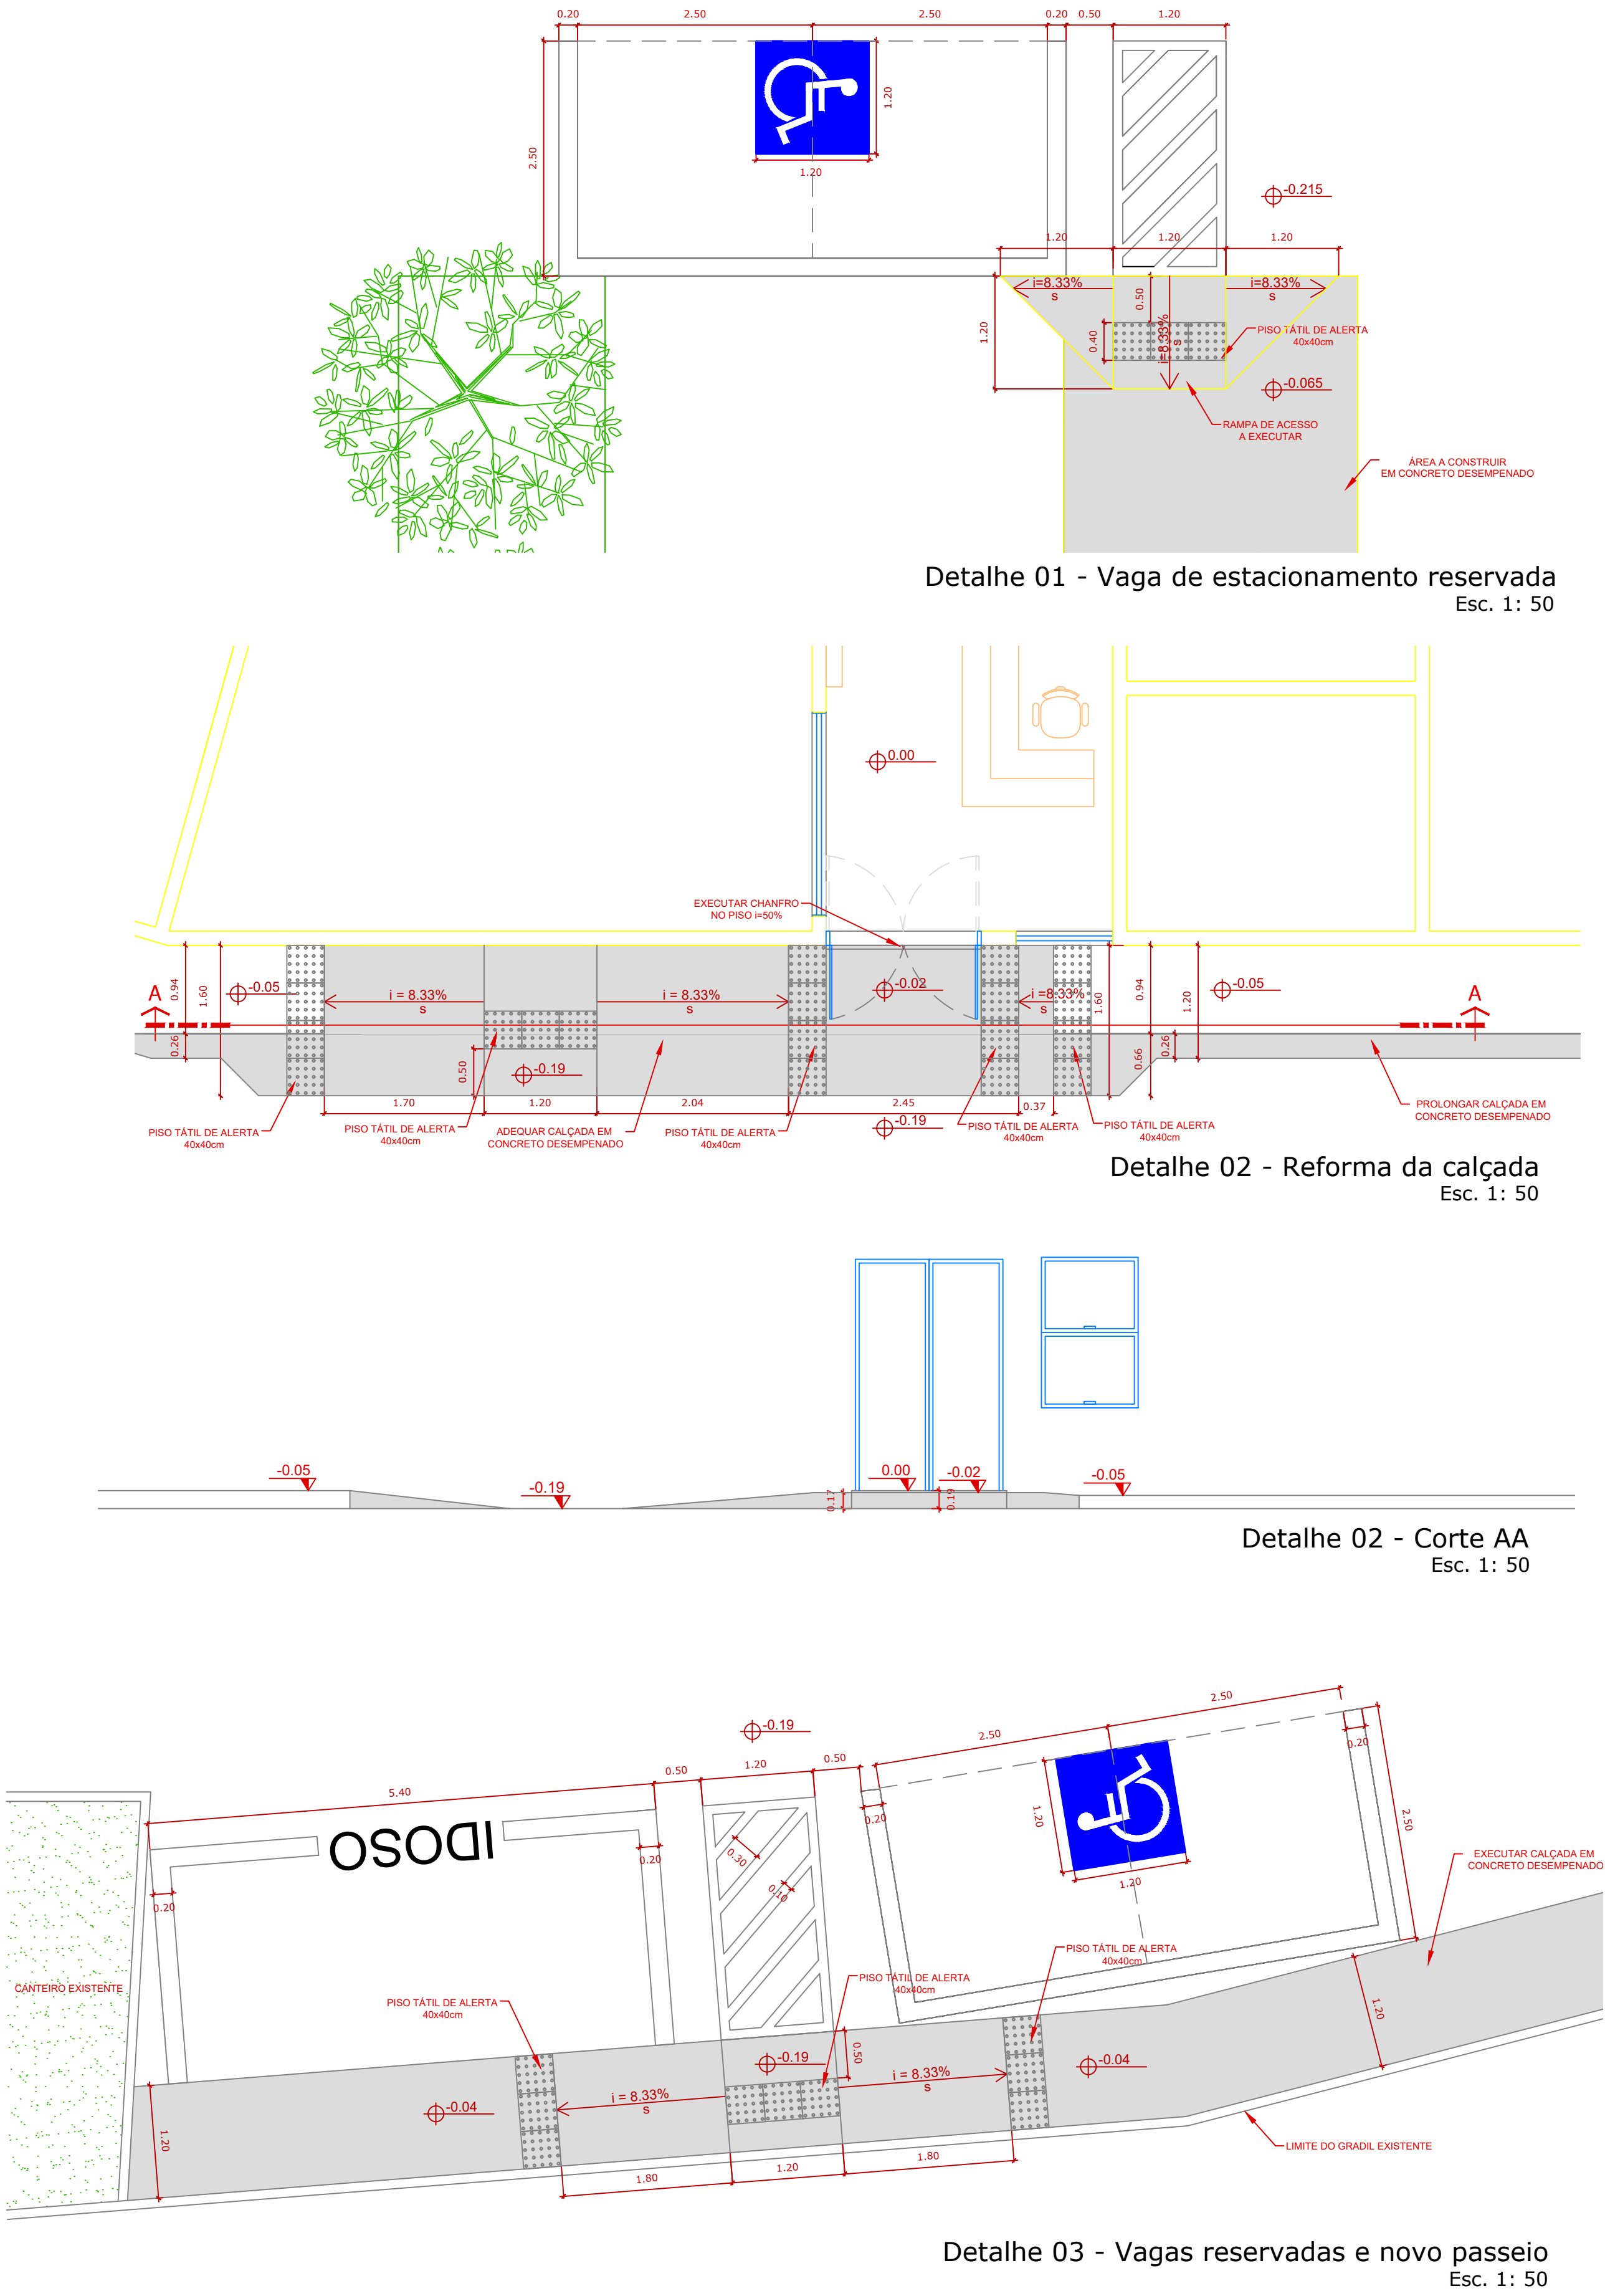 0.20 2.50 2.50 0.20 0.50 1.20
2.50
1.20
1.20
-0.215
1.20 1.20 1.20
i=8.33%
S
i=8.33%
S
0.50
1.20
0.40
i=8.33%
S
PISO TÁTIL DE ALERTA
40x40cm
-0.065
RAMPA DE ACESSO
A EXECUTAR
ÁREA A CONSTRUIR
EM CONCRETO DESEMPENADO
Detalhe 01 - Vaga de estacionamento reservada
Esc. 1: 50
0.00
EXECUTAR CHANFRO
NO PISO i=50%
A
0.94
1.60
-0.05
i = 8.33%
S
i = 8.33%
S
-0.02
i=8.33%
S
1.60
0.94
1.20
-0.05
A
0.26
0.50
-0.19
0.66
0.26
1.70 1.20 2.04 2.45 0.37
-0.19
PISO TÁTIL DE ALERTA
40x40cm
PISO TÁTIL DE ALERTA
40x40cm
ADEQUAR CALÇADA EM
CONCRETO DESEMPENADO
PISO TÁTIL DE ALERTA
40x40cm
PISO TÁTIL DE ALERTA
40x40cm
PISO TÁTIL DE ALERTA
40x40cm
PROLONGAR CALÇADA EM
CONCRETO DESEMPENADO
Detalhe 02 - Reforma da calçada
Esc. 1: 50
-0.05
-0.19
0.17
0.00
-0.02
0.19
-0.05
Detalhe 02 - Corte AA
Esc. 1: 50
-0.19
5.40
0.50
1.20
0.50
2.50
2.50
0.20
IDOSO
0.20
0.20
0.30
0.10
0.20
1.20
1.20
2.50
EXECUTAR CALÇADA EM
CONCRETO DESEMPENADO
CANTEIRO EXISTENTE
PISO TÁTIL DE ALERTA
40x40cm
PISO TÁTIL DE ALERTA
40x40cm
PISO TÁTIL DE ALERTA
40x40cm
1.20
-0.04
i = 8.33%
S
-0.19
0.50
i = 8.33%
S
-0.04
1.20
1.80
1.20
1.80
LIMITE DO GRADIL EXISTENTE
Detalhe 03 - Vagas reservadas e novo passeio
Esc. 1: 50